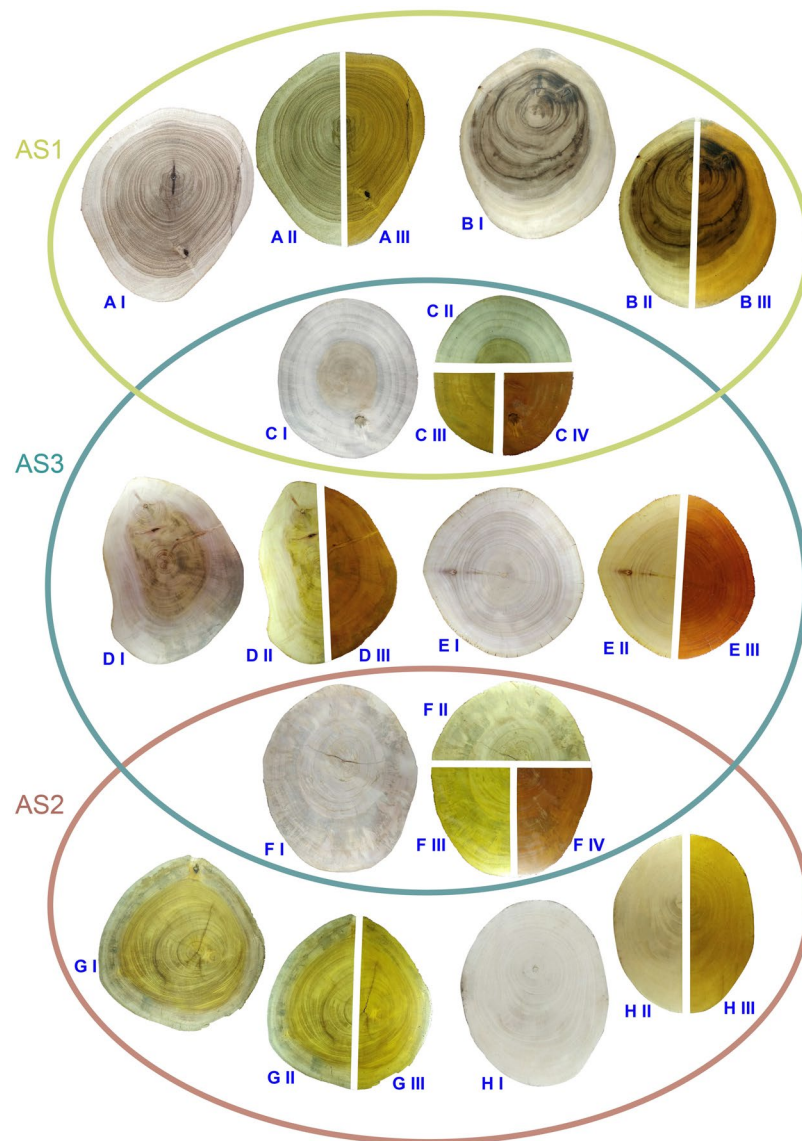 AS1
A I
A II
A III
B I
B II
B III
C I
C II
C III
C IV
AS3
D I
D II
D III
E I
E II
E III
AS2
F I
F II
F III
F IV
G I
G II
G III
H I
H II
H III